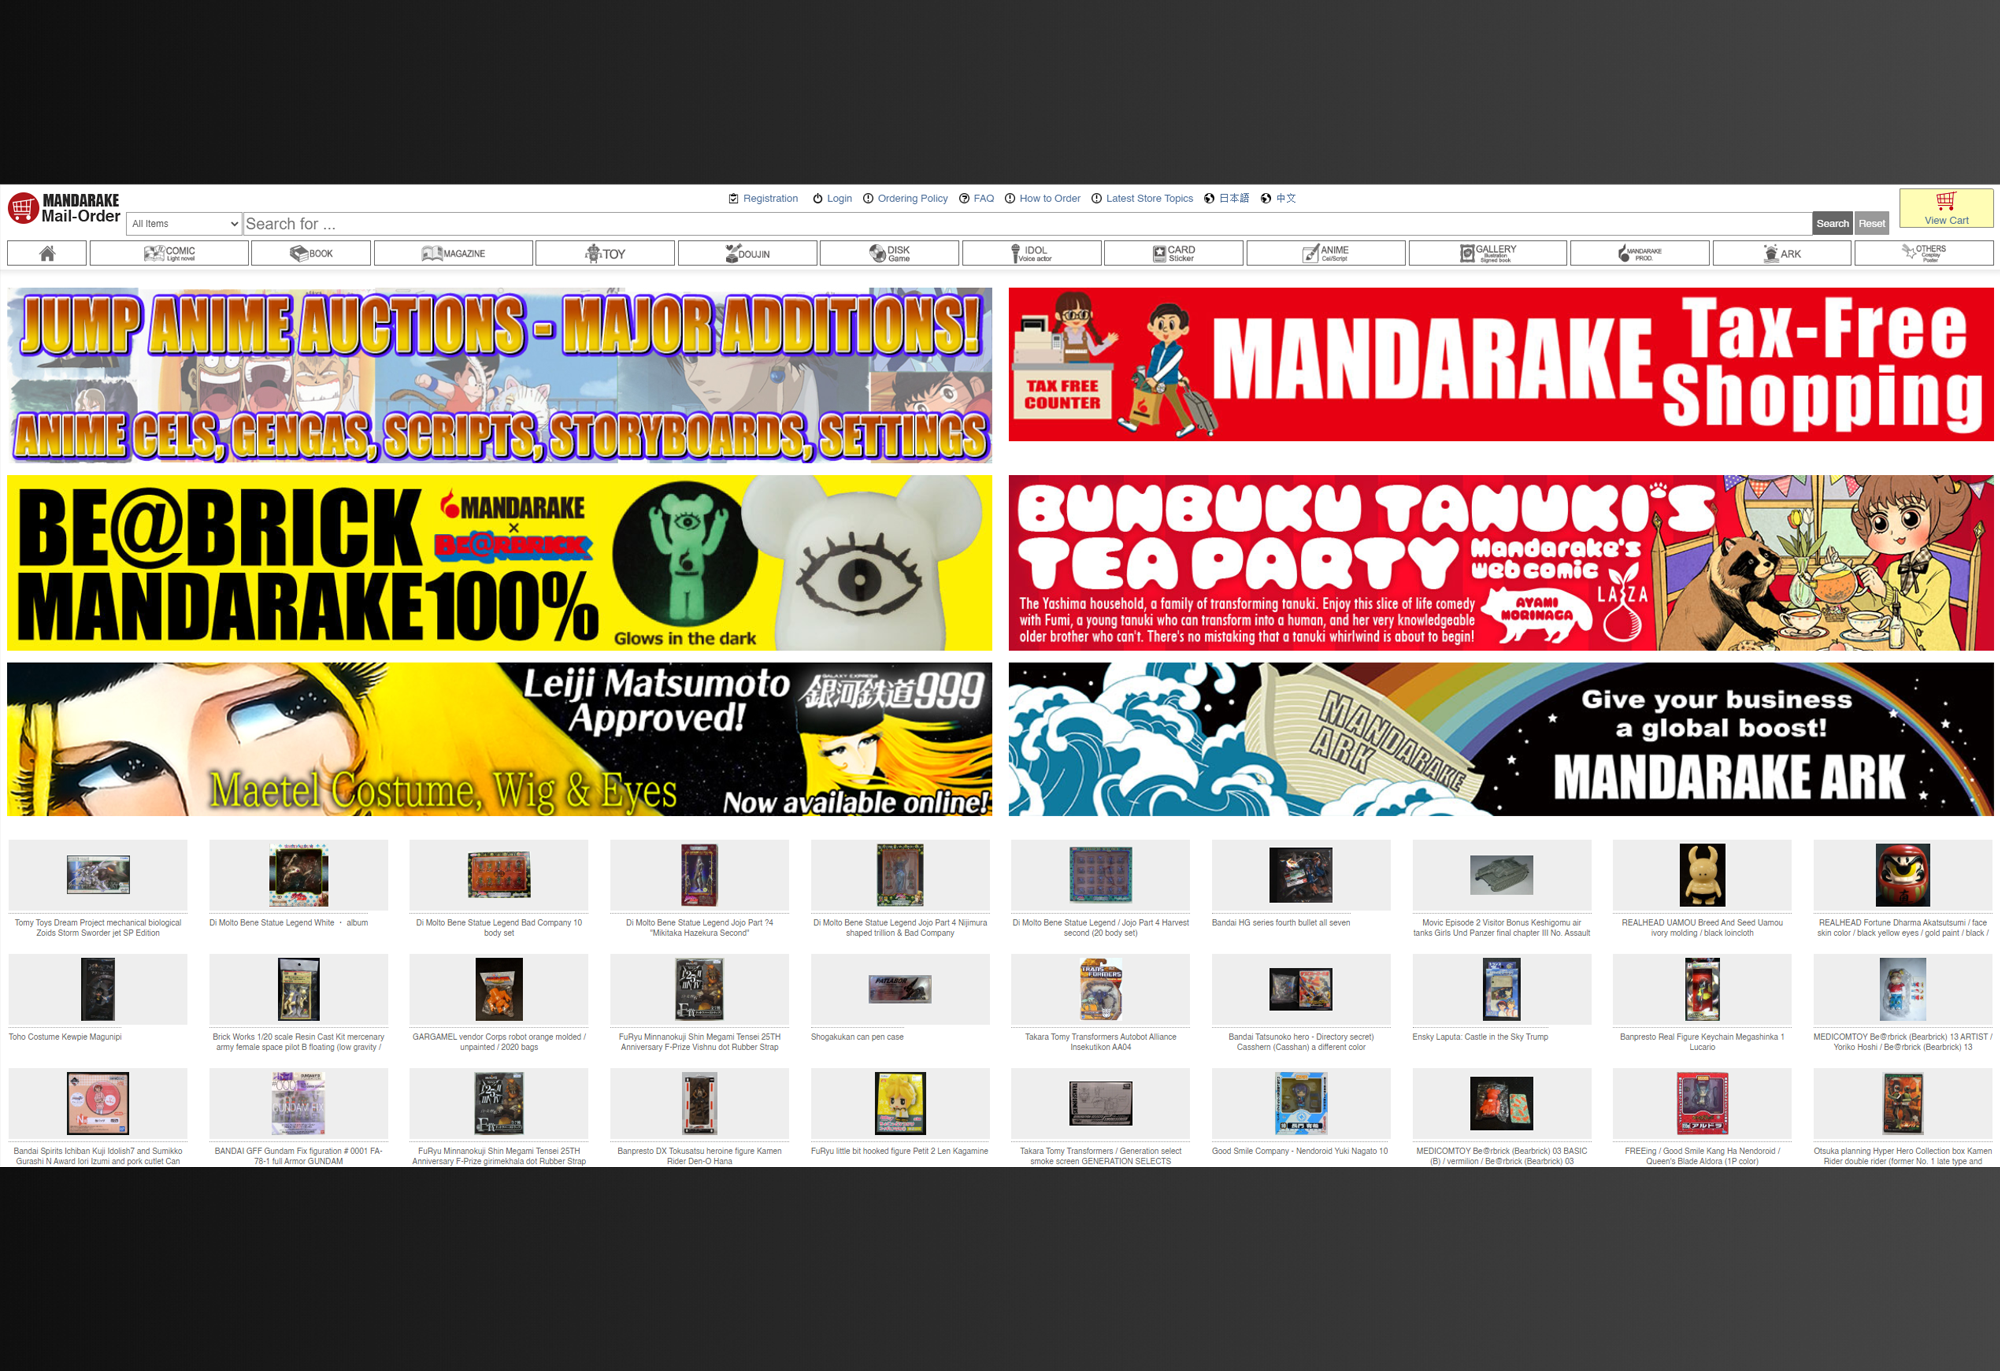 MANDARAKE
Mail-Order
Registration Login Ordering Policy FAQ How to Order Latest Store Topics 日本語 中文
All Items
Search for ...
Search
Reset
View Cart
COMIC
Light novel
BOOK
MAGAZINE
TOY
DOUJIN
DISK
Game
IDOL
Voice actor
CARD
Sticker
ANIME
Cel/Script
GALLERY
Illustration
Signed book
MANDARAKE
PROD.
ARK
OTHERS
Cosplay
Poster
JUMP ANIME AUCTIONS - MAJOR ADDITIONS!
ANIME CELS, GENGAS, SCRIPTS, STORYBOARDS, SETTINGS
TAX FREE
COUNTER
MANDARAKE
Tax-Free
Shopping
BE@BRICK
MANDARAKE 100%
MANDARAKE
×
BE@RBRICK
Glows in the dark
BUNBUKU TANUKI'S
TEA PARTY
Mandarake's
web comic
The Yashima household, a family of transforming tanuki. Enjoy this slice of life comedy
with Fumi, a young tanuki who can transform into a human, and her very knowledgeable
older brother who can't. There's no mistaking that a tanuki whirlwind is about to begin!
AYAMI
MORINAGA
LAIZA
Leiji Matsumoto
Approved!
GALAXY EXPRESS
銀河鉄道999
Maetel Costume, Wig & Eyes
Now available online!
MANDARAKE
ARK
Give your business
a global boost!
MANDARAKE ARK
Tomy Toys Dream Project mechanical biological
Zoids Storm Sworder jet SP Edition
Di Molto Bene Statue Legend White ・ album
Di Molto Bene Statue Legend Bad Company 10
body set
Di Molto Bene Statue Legend Jojo Part ?4
"Mikitaka Hazekura Second"
Di Molto Bene Statue Legend Jojo Part 4 Nijimura
shaped trillion & Bad Company
Di Molto Bene Statue Legend / Jojo Part 4 Harvest
second (20 body set)
Bandai HG series fourth bullet all seven
Movic Episode 2 Visitor Bonus Keshigomu air
tanks Girls Und Panzer final chapter III No. Assault
REALHEAD UAMOU Breed And Seed Uamou
ivory molding / black loincloth
REALHEAD Fortune Dharma Akatsutsumi / face
skin color / black yellow eyes / gold paint / black /
Toho Costume Kewpie Magunipi
Brick Works 1/20 scale Resin Cast Kit mercenary
army female space pilot B floating (low gravity /
GARGAMEL vendor Corps robot orange molded /
unpainted / 2020 bags
FuRyu Minnanokuji Shin Megami Tensei 25TH
Anniversary F-Prize Vishnu dot Rubber Strap
PATLABOR
Shogakukan can pen case
Takara Tomy Transformers Autobot Alliance
Insekutikon AA04
Bandai Tatsunoko hero・Directory secret)
Casshern (Casshan) a different color
Ensky Laputa: Castle in the Sky Trump
Banpresto Real Figure Keychain Megashinka 1
Lucario
MEDICOMTOY Be@rbrick (Bearbrick) 13 ARTIST /
Yoriko Hoshi / Be@rbrick (Bearbrick) 13
Bandai Spirits Ichiban Kuji Idolish7 and Sumikko
Gurashi N Award Iori Izumi and pork cutlet Can
BANDAI GFF Gundam Fix figuration # 0001 FA-
78-1 full Armor GUNDAM
FuRyu Minnanokuji Shin Megami Tensei 25TH
Anniversary F-Prize girimekhala dot Rubber Strap
Banpresto DX Tokusatsu heroine figure Kamen
Rider Den-O Hana
FuRyu little bit hooked figure Petit 2 Len Kagamine
Takara Tomy Transformers / Generation select
smoke screen GENERATION SELECTS
Good Smile Company・Nendoroid Yuki Nagato 10
MEDICOMTOY Be@rbrick (Bearbrick) 03 BASIC
(B) / vermilion / Be@rbrick (Bearbrick) 03
FREEing / Good Smile Kang Ha Nendoroid /
Queen's Blade Aldora (1P color)
Otsuka planning Hyper Hero Collection box Kamen
Rider double rider (former No. 1 late type and